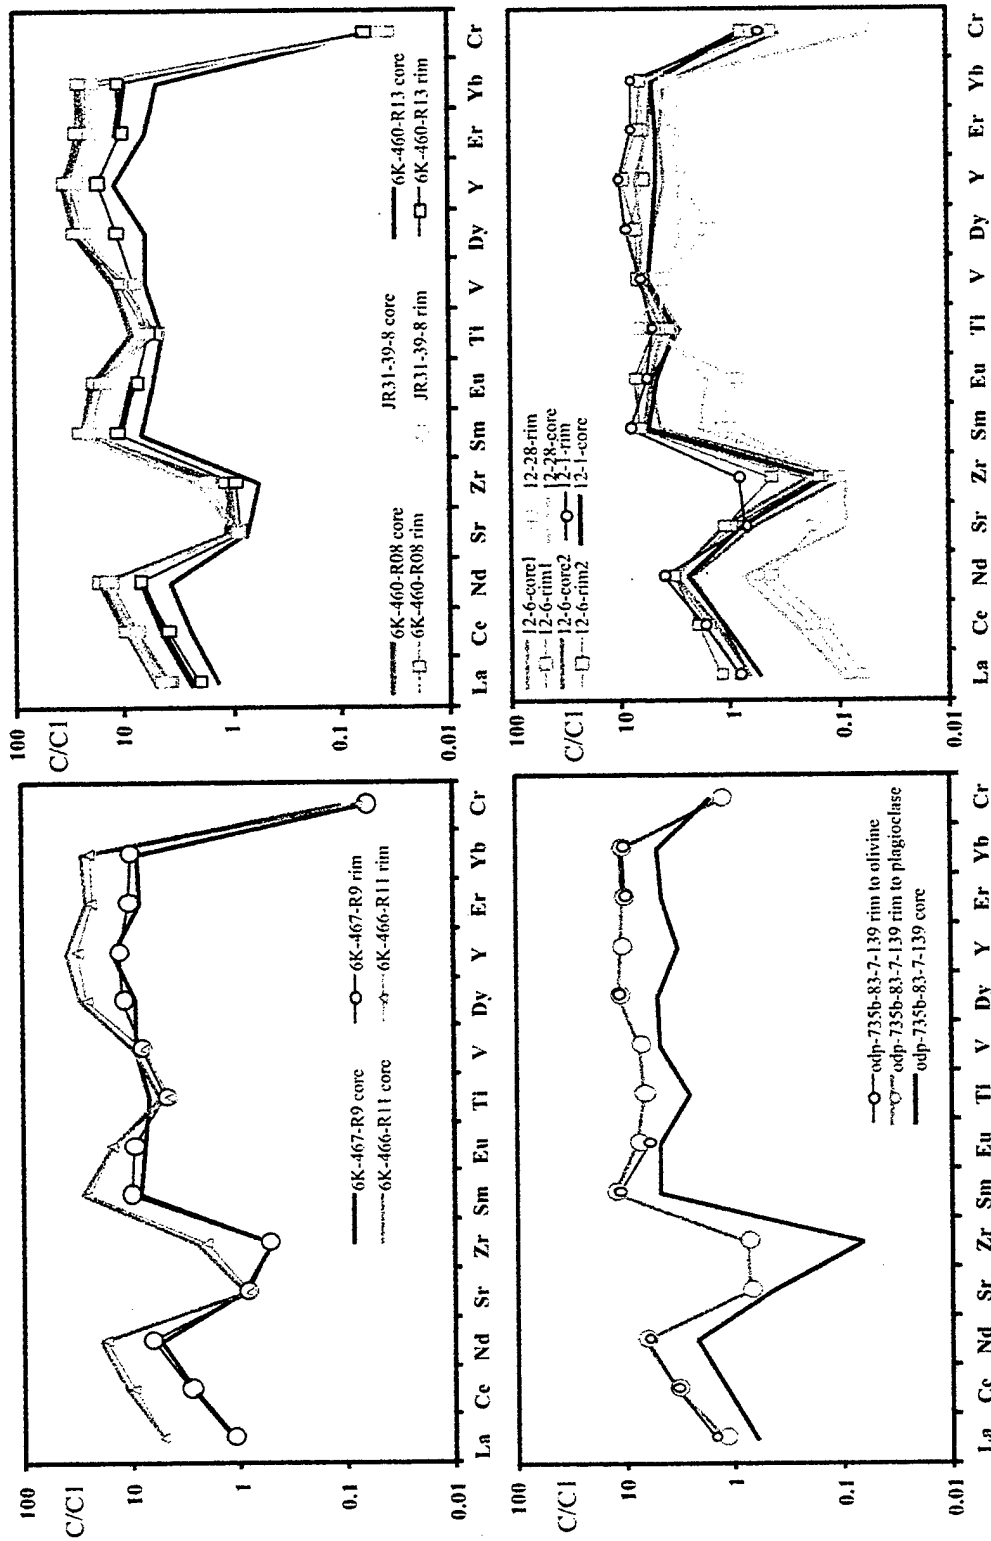 100
C/C1
10
1
0.1
0.01
6K-460-R08 core
6K-460-R08 rim
JR31-39-8 core
JR31-39-8 rim
6K-460-R13 core
6K-460-R13 rim
La Ce Nd Sr Zr Sm Eu Ti V Dy Y Er Yb Cr
100
C/C1
10
1
0.1
0.01
12-6-core1
12-6-rim1
12-6-core2
12-6-rim2
12-28-rim
12-28-core
12-1-rim
12-1-core
La Ce Nd Sr Zr Sm Eu Ti V Dy Y Er Yb Cr
100
C/C1
10
1
0.1
0.01
6K-467-R9 core
6K-466-R11 core
6K-467-R9 rim
6K-466-R11 rim
La Ce Nd Sr Zr Sm Eu Ti V Dy Y Er Yb Cr
100
C/C1
10
1
0.1
0.01
odp-735b-83-7-139 rim to olivine
odp-735b-83-7-139 rim to plagioclase
odp-735b-83-7-139 core
La Ce Nd Sr Zr Sm Eu Ti V Dy Y Er Yb Cr